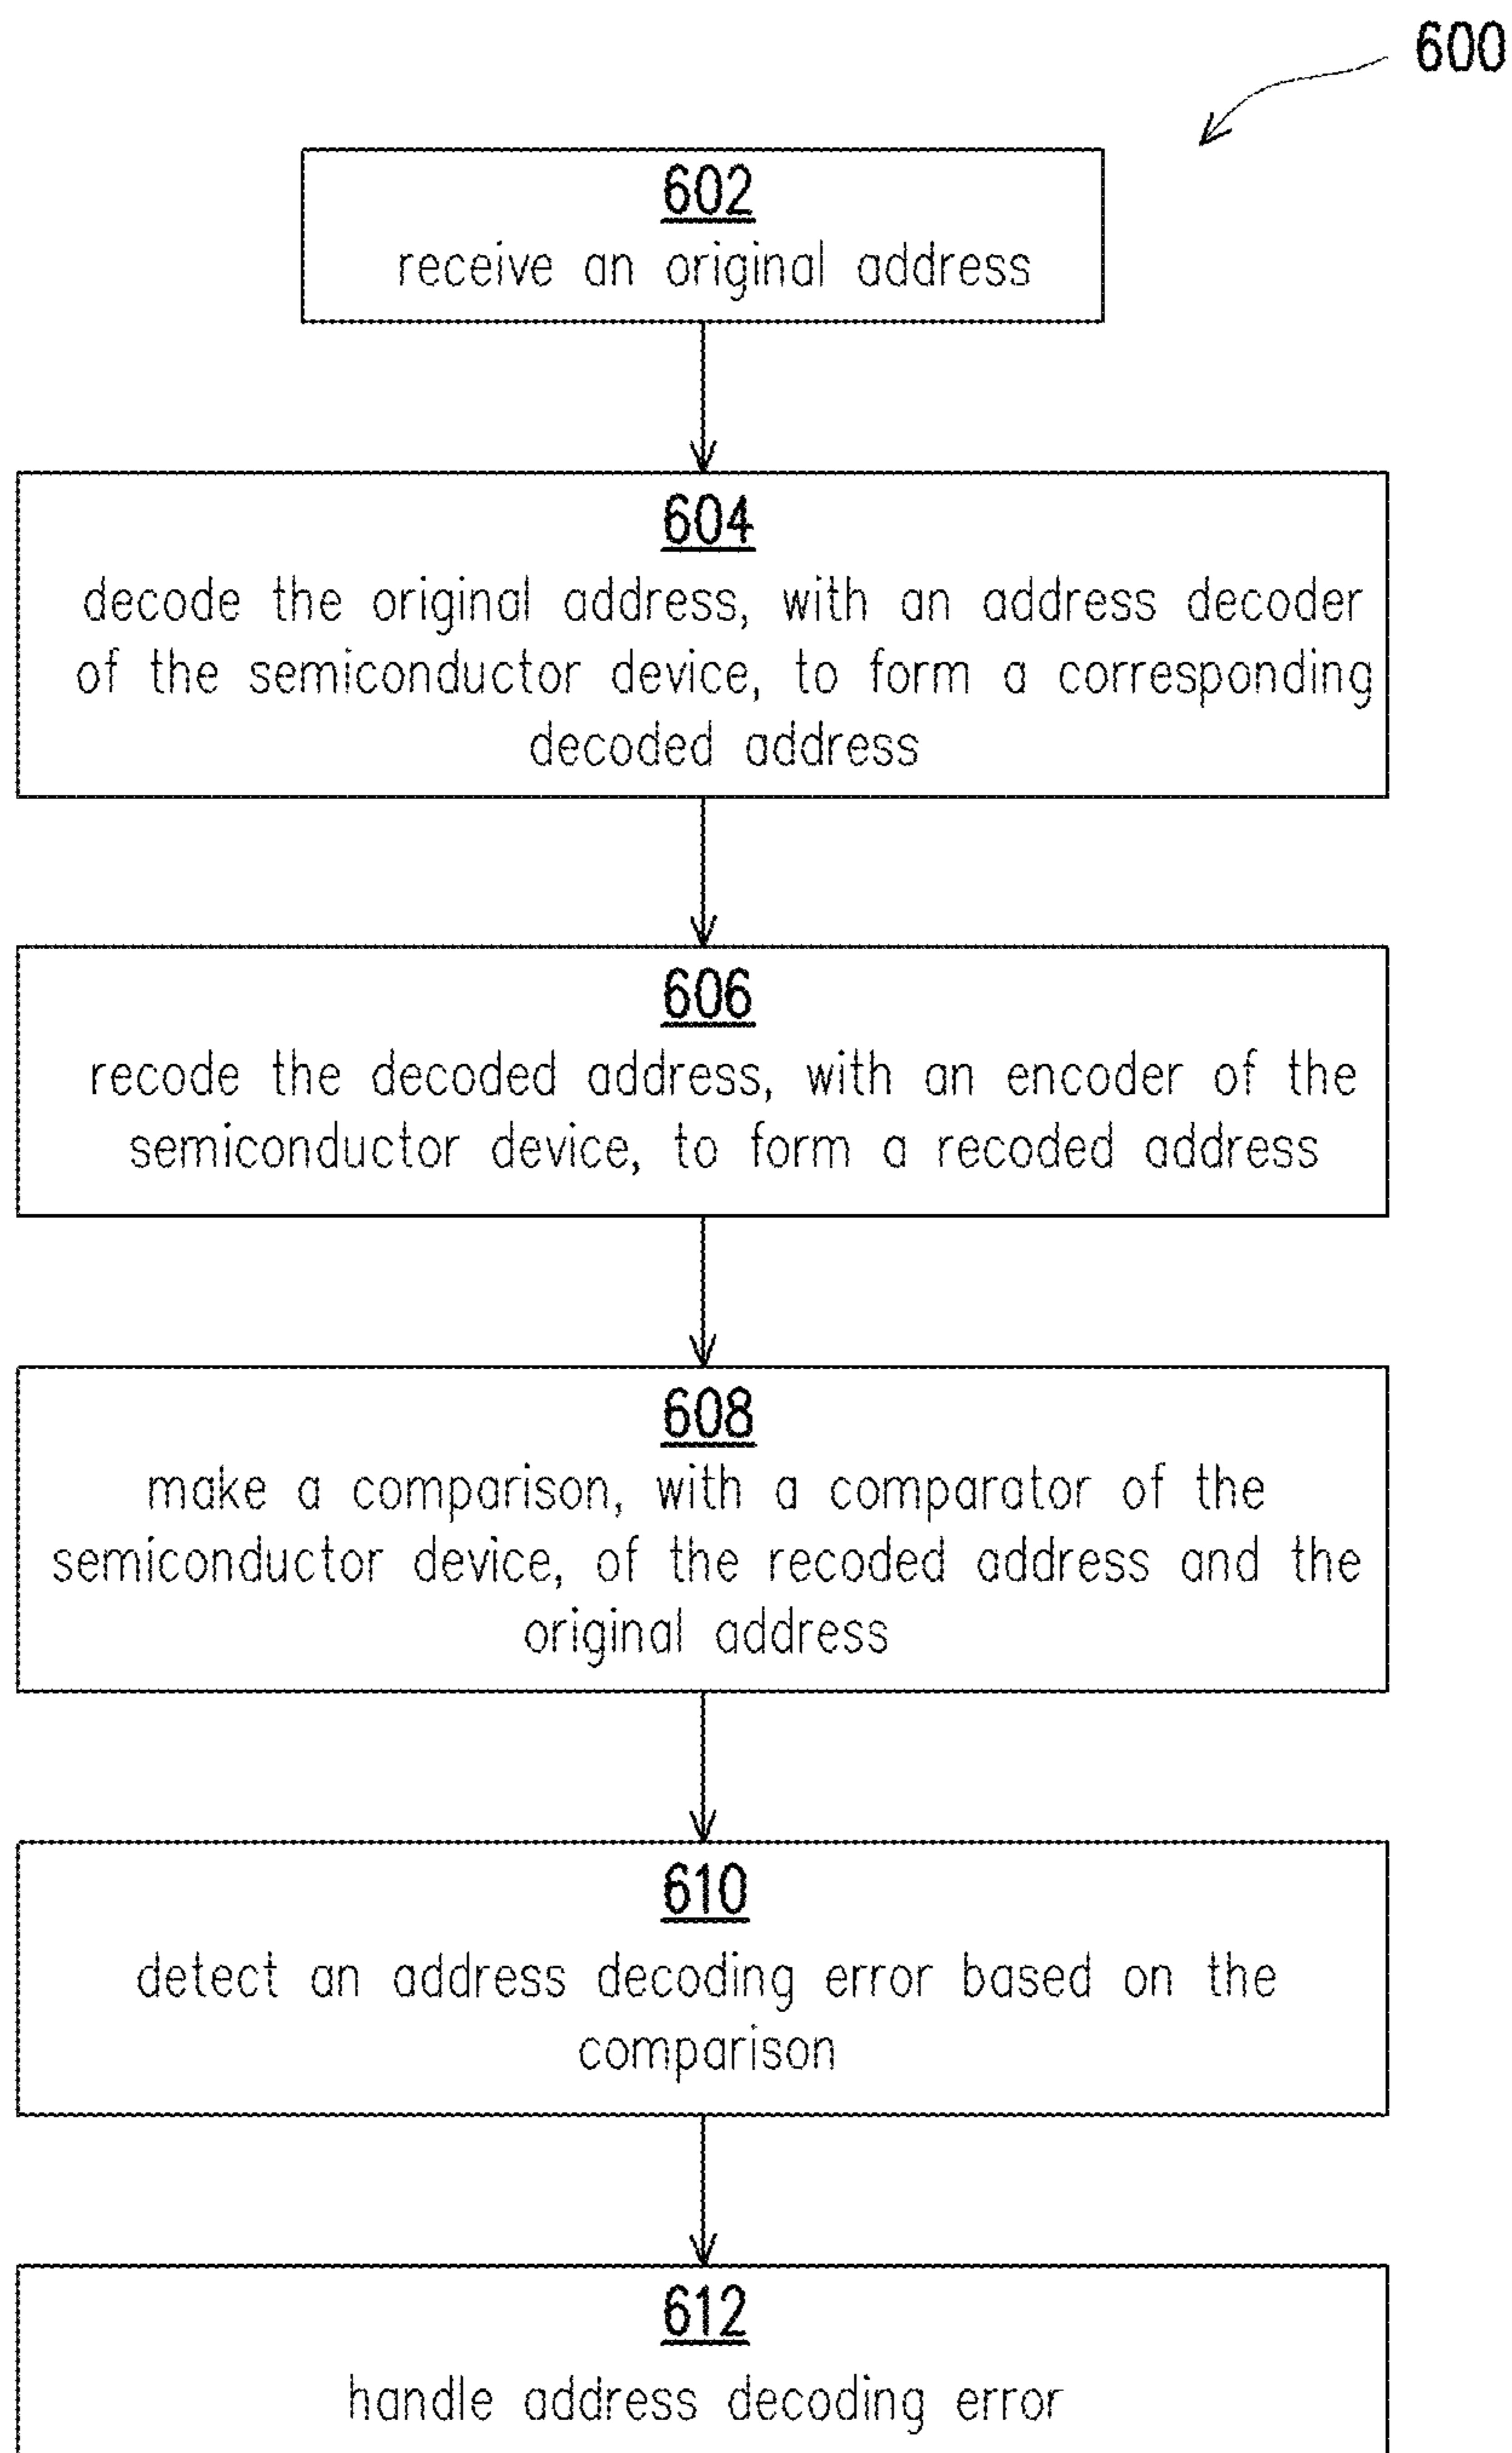 600
602
receive an original address
604
decode the original address, with an address decoder
of the semiconductor device, to form a corresponding
decoded address
606
recode the decoded address, with an encoder of the
semiconductor device, to form a recoded address
608
make a comparison, with a comparator of the
semiconductor device, of the recoded address and the
original address
610
detect an address decoding error based on the
comparison
612
handle address decoding error